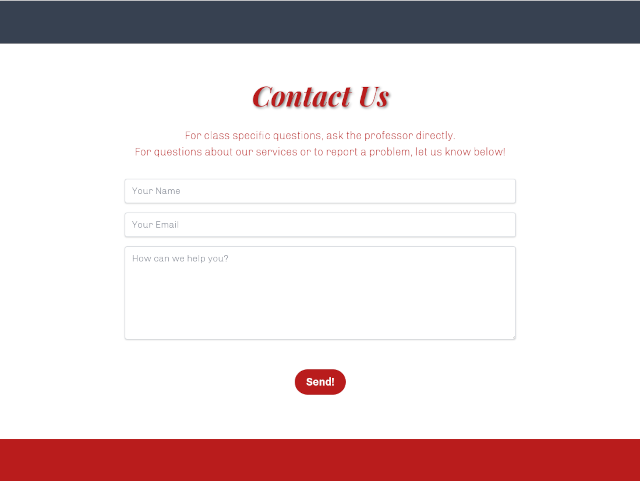 Contact Us
For class specific questions, ask the professor directly.
For questions about our services or to report a problem, let us know below!
Your Name
Your Email
How can we help you?
Send!